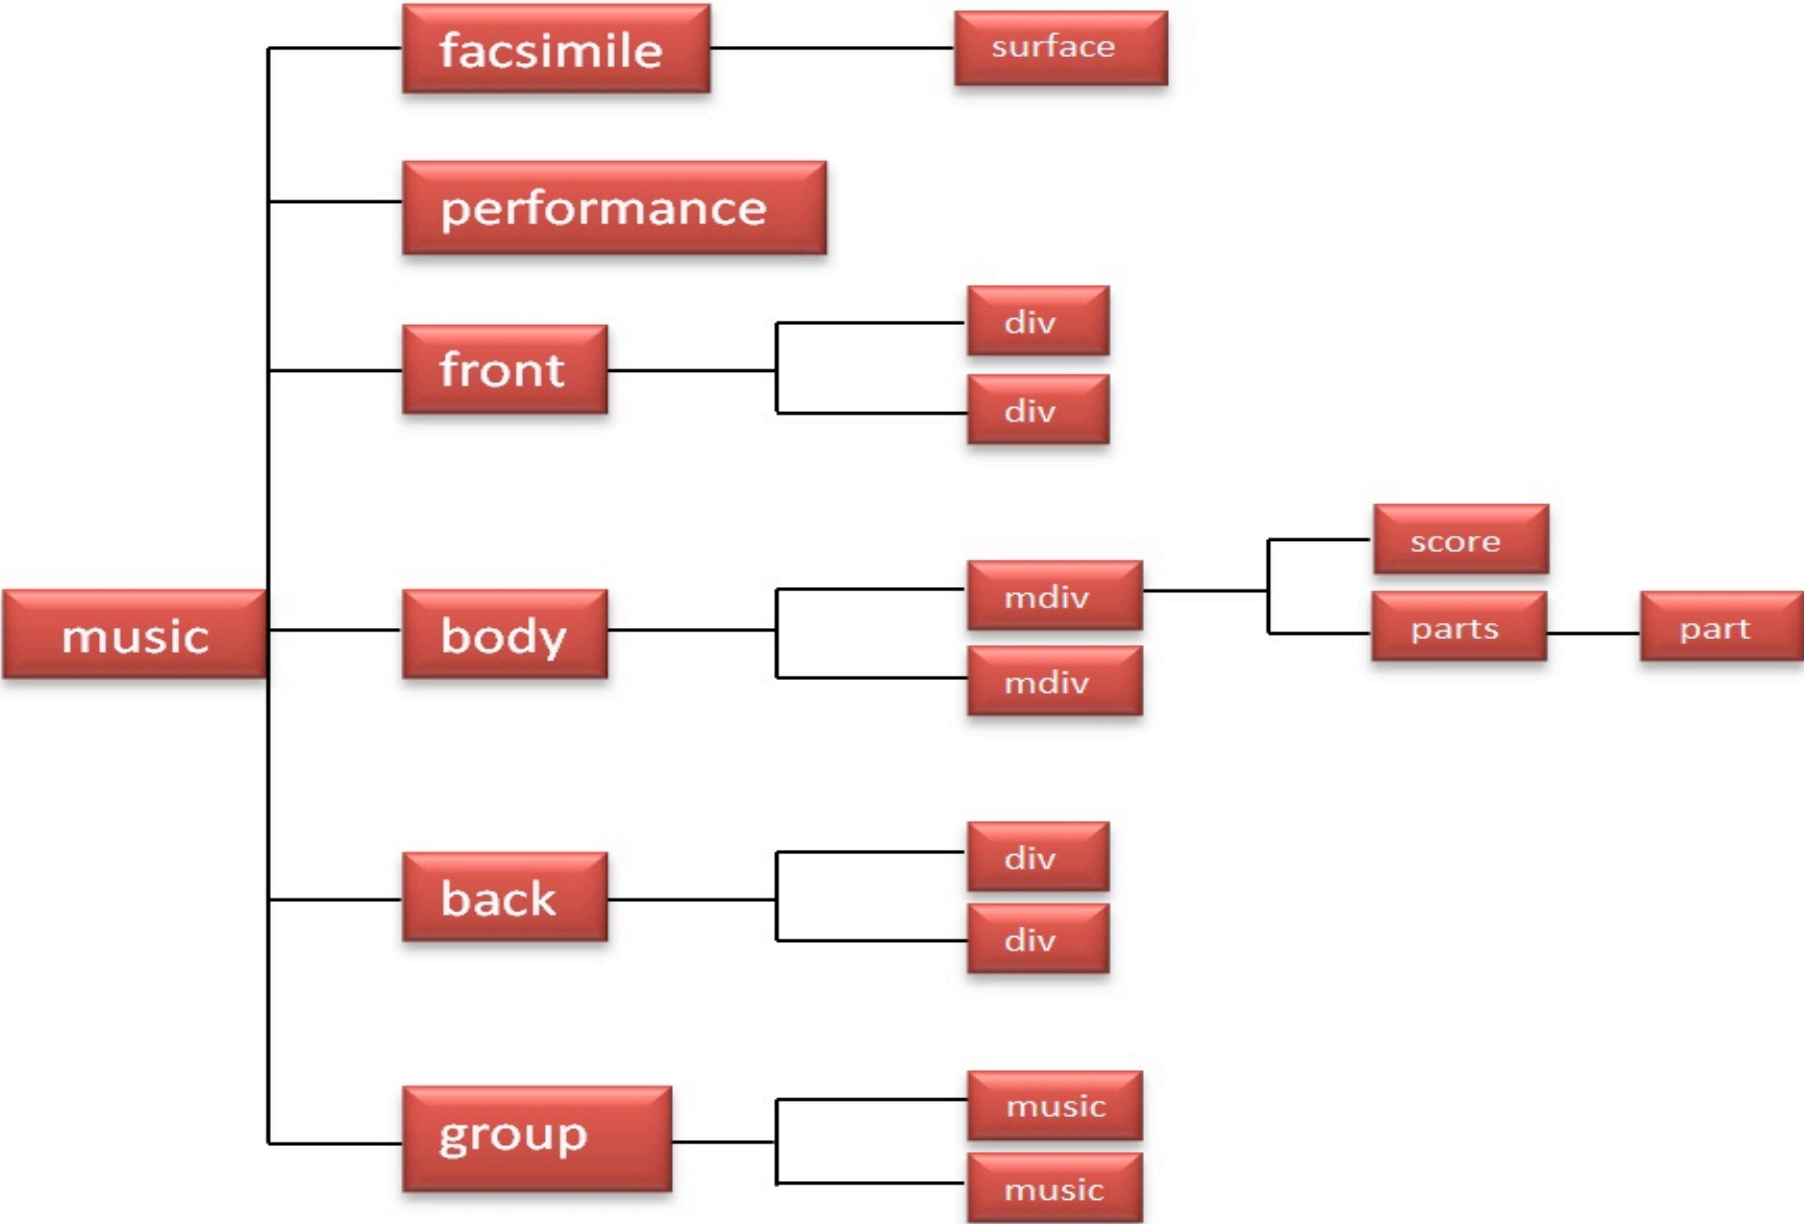 facsimile
surface
performance
front
div
div
music
body
mdiv
mdiv
score
parts
part
back
div
div
group
music
music